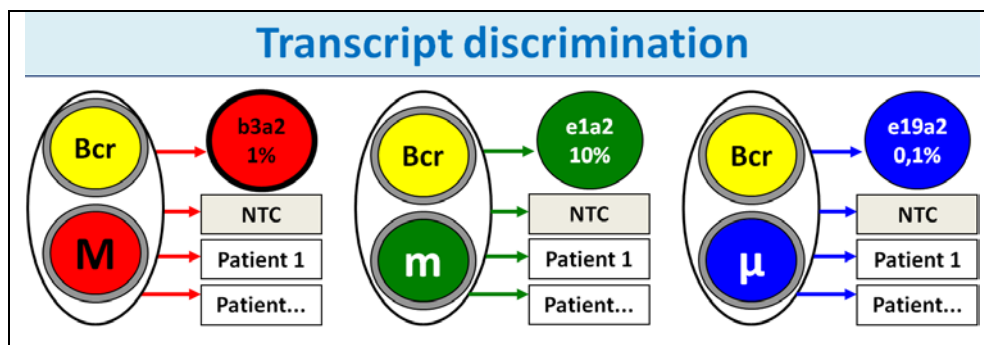 Transcript discrimination
Bcr
b3a2
1%
M
NTC
Patient 1
Patient...
Bcr
e1a2
10%
m
NTC
Patient 1
Patient...
Bcr
e19a2
0,1%
µ
NTC
Patient 1
Patient...